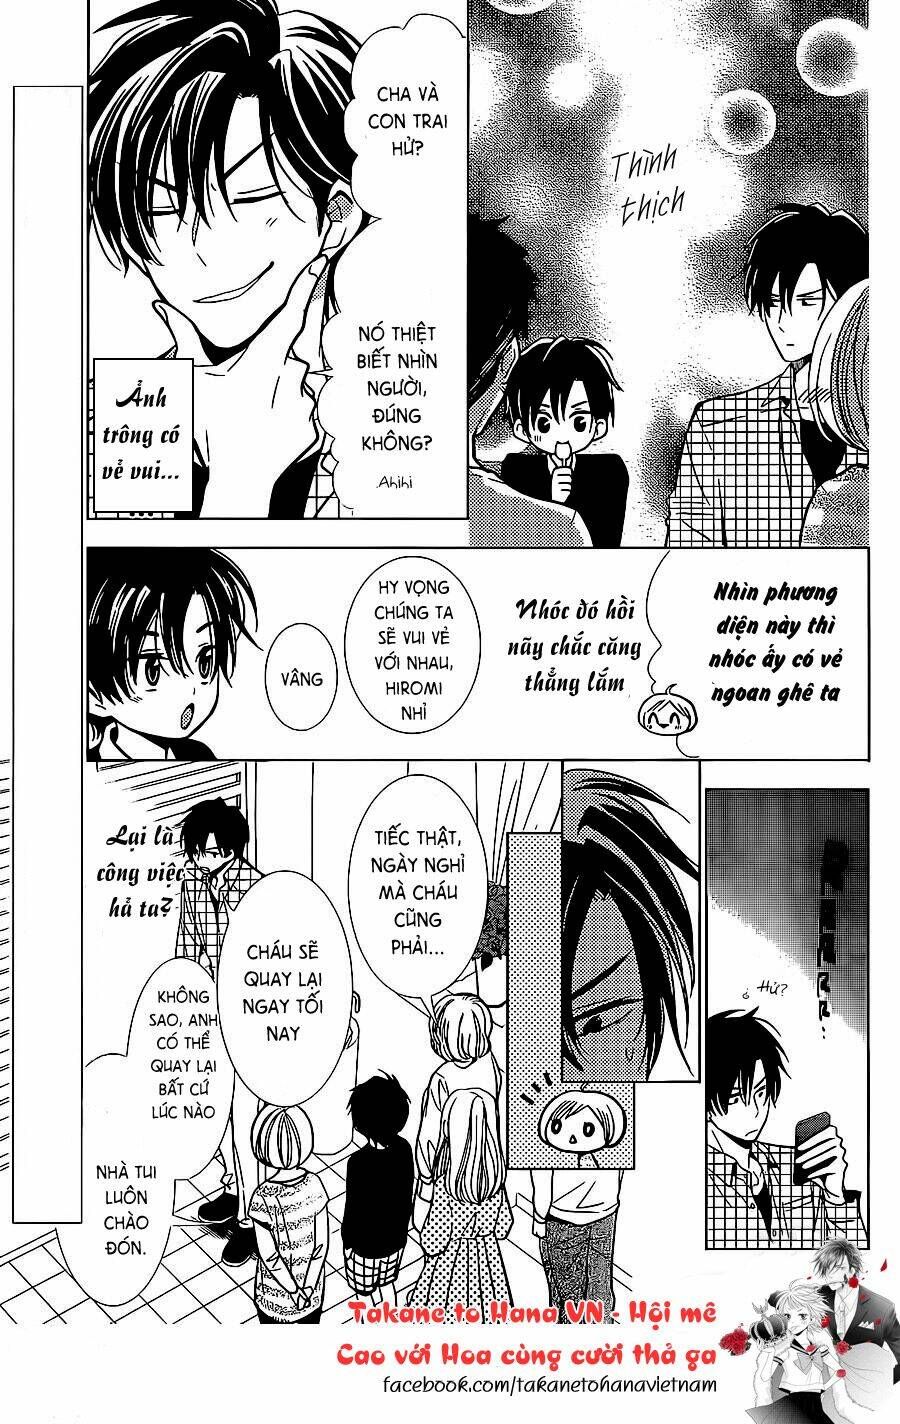 Thình
thịch
CHA VÀ
CON TRAI
HỬ?
NÓ THIỆT
BIẾT NHÌN
NGƯỜI,
ĐÚNG
KHÔNG?
Ahihi
Ảnh
trông có
vẻ vui...
Nhìn phương
diện này thì
nhóc ấy có vẻ
ngoan ghê ta
Nhóc đó hồi
nãy chắc căng
thẳng lắm
HY VỌNG
CHÚNG TA
SẼ VUI VẺ
VỚI NHAU,
HIROMI
NHỈ
VÂNG
Hử?
TIẾC THẬT,
NGÀY NGHỈ
MÀ CHÁU
CŨNG
PHẢI...
CHÁU SẼ
QUAY LẠI
NGAY TỐI
NAY
Lại là
công việc
hả ta?
KHÔNG
SAO, ANH
CÓ THỂ
QUAY LẠI
BẤT CỨ
LÚC NÀO
NHÀ TUI
LUÔN
CHÀO
ĐÓN.
Takane to Hana VN - Hội mê
Cao với Hoa cùng cười thả ga
facebook.com/takanetohanavietnam